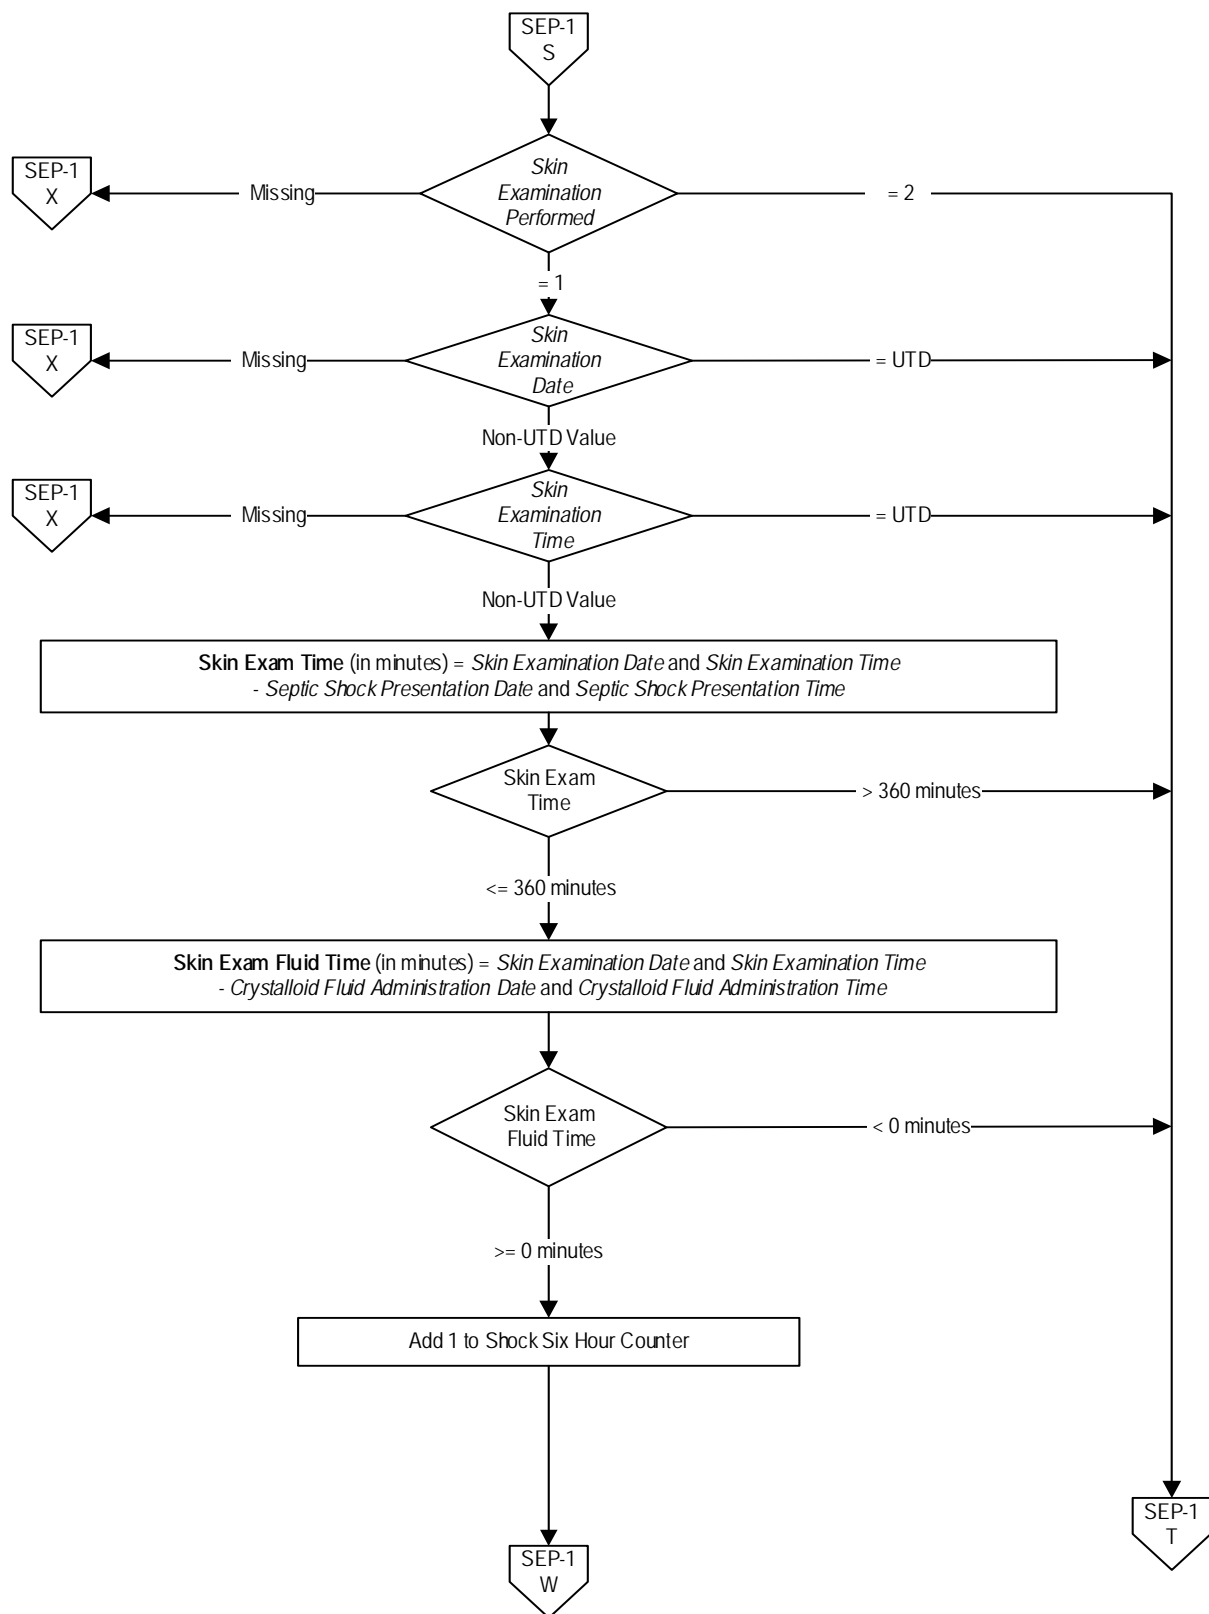 SEP-1
S
Skin
Examination
Performed
SEP-1
X
Missing
= 2
= 1
Skin
Examination
Date
SEP-1
X
Missing
= UTD
Non-UTD Value
Skin
Examination
Time
SEP-1
X
Missing
= UTD
Non-UTD Value
Skin Exam Time (in minutes) = Skin Examination Date and Skin Examination Time
- Septic Shock Presentation Date and Septic Shock Presentation Time
Skin Exam
Time
> 360 minutes
<= 360 minutes
Skin Exam Fluid Time (in minutes) = Skin Examination Date and Skin Examination Time
- Crystalloid Fluid Administration Date and Crystalloid Fluid Administration Time
Skin Exam
Fluid Time
< 0 minutes
>= 0 minutes
Add 1 to Shock Six Hour Counter
SEP-1
T
SEP-1
W